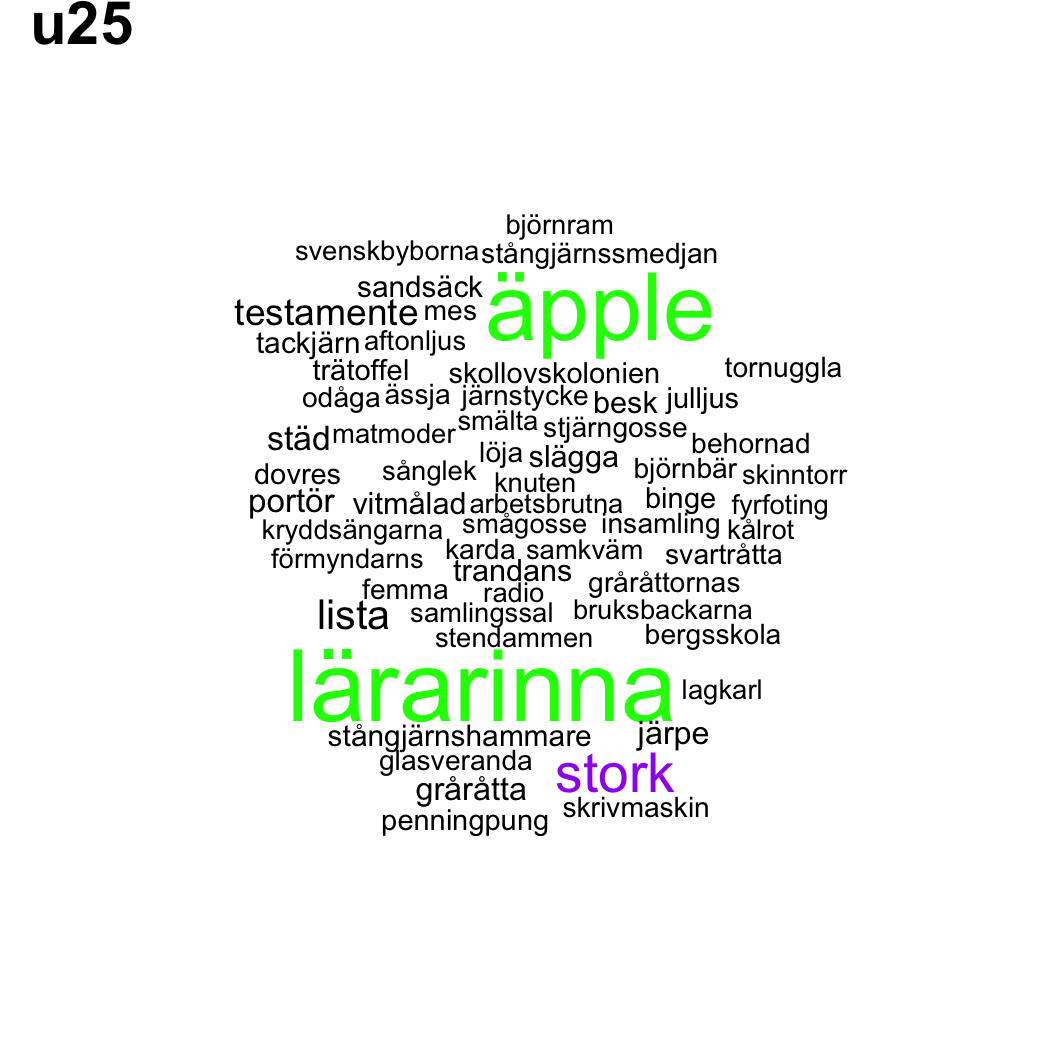 u25
björnram
svenskbyborna stångjärnssmedjan
sandsäck äpple
testamente mes
tackjärn aftonljus
trätoffel skollovskolonien tornuggla
odåga ässja järnstycke besk julljus
städ matmoder smälta stjärngosse behornad
löja slägga
dovres sånglek knuten björnbär skinntorr
portör vitmålad arbetsbrutna binge fyrfoting
kryddsängarna smågosse insamling kålrot
förmyndarns karda samkväm svartråtta
trandans
femma radio gråråttornas
lista samlingssal bruksbackarna
stendammen bergsskola
lärarinna lagkarl
stångjärnshammare järpe
glasveranda stork
gråråtta
penningpung skrivmaskin